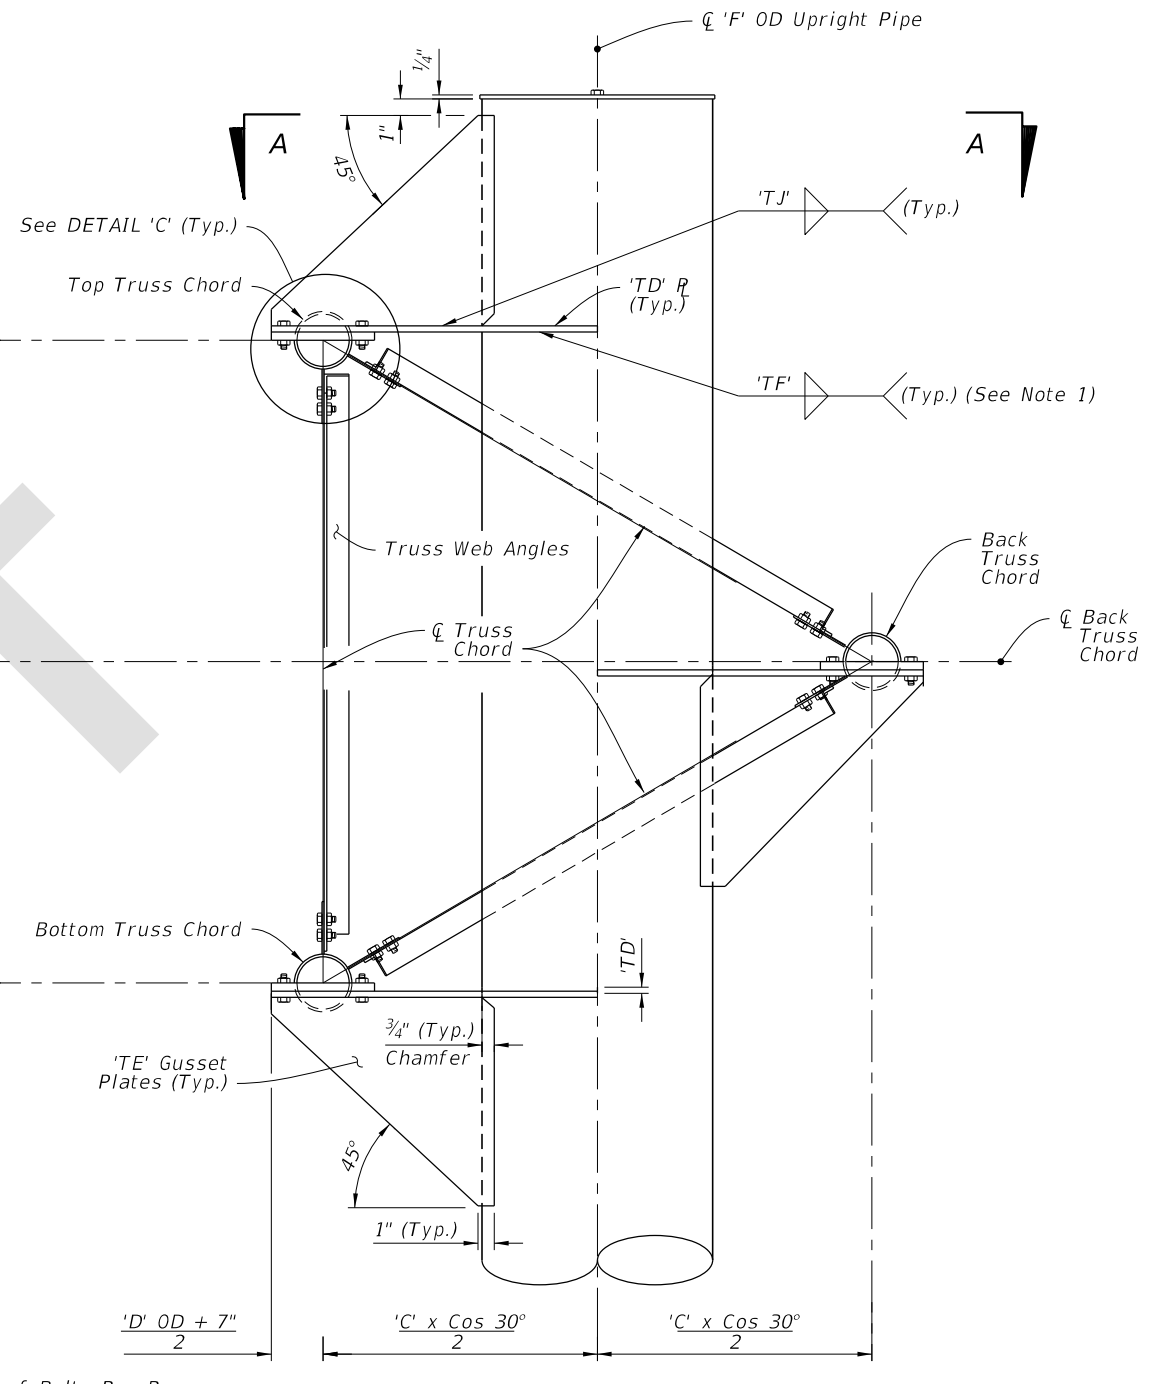 ℄ 'F' OD Upright Pipe
1/4"
1"
A
A
45°
'TJ'
(Typ.)
See DETAIL 'C' (Typ.)
Top Truss Chord
'TD' ℄
(Typ.)
'TF'
(Typ.) (See Note 1)
Truss Web Angles
Back
Truss
Chord
℄ Truss
Chord
℄ Back
Truss
Chord
Bottom Truss Chord
'TD'
3/4" (Typ.)
Chamfer
'TE' Gusset
Plates (Typ.)
45°
1" (Typ.)
'D' OD + 7"
2
'C' x Cos 30°
2
'C' x Cos 30°
2